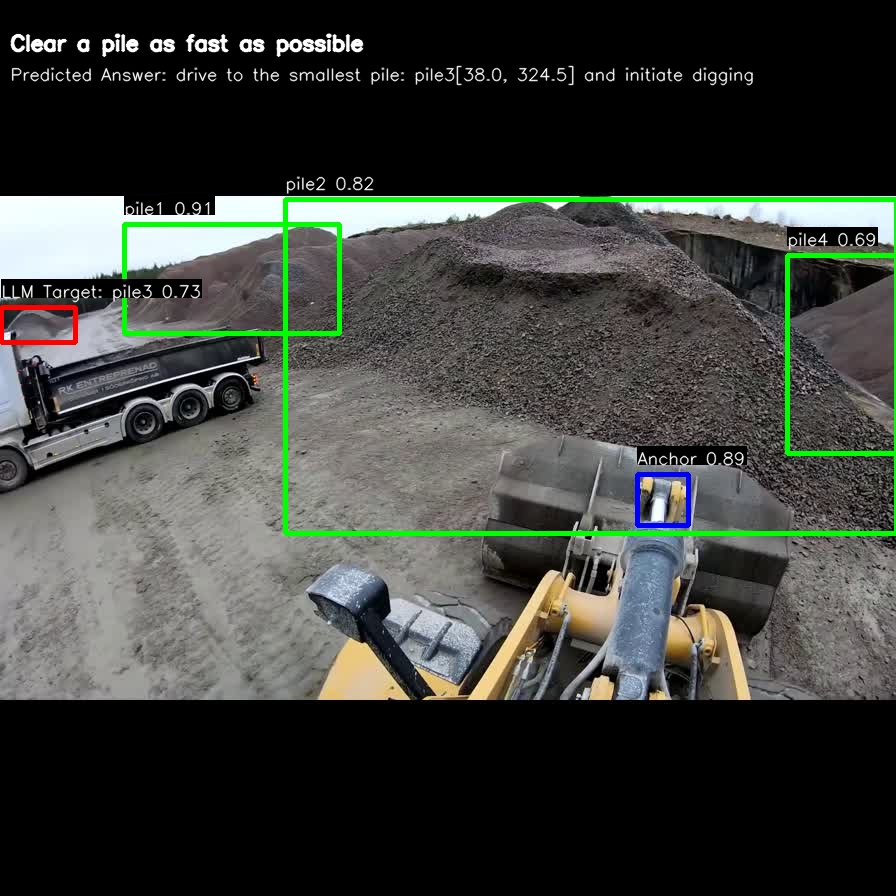 Clear a pile as fast as possible
Predicted Answer: drive to the smallest pile: pile3[38.0, 324.5] and initiate digging
pile2 0.82
pile1 0.91
pile4 0.69
LLM Target: pile3 0.73
RK ENTREPRENAD
Anchor 0.89